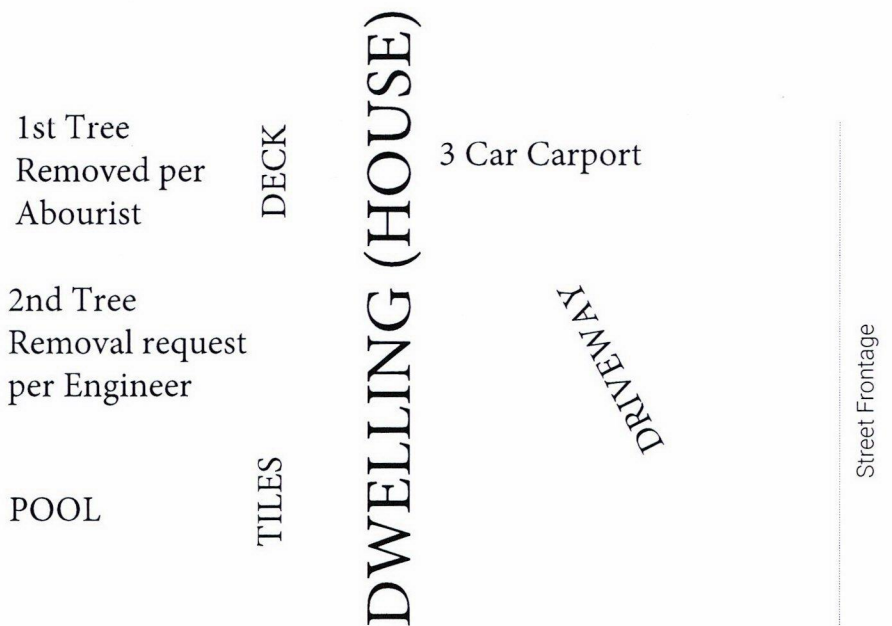 1st Tree
Removed per
Abourist
DECK
DWELLING (HOUSE)
3 Car Carport
2nd Tree
Removal request
per Engineer
DRIVEWAY
Street Frontage
POOL
TILES